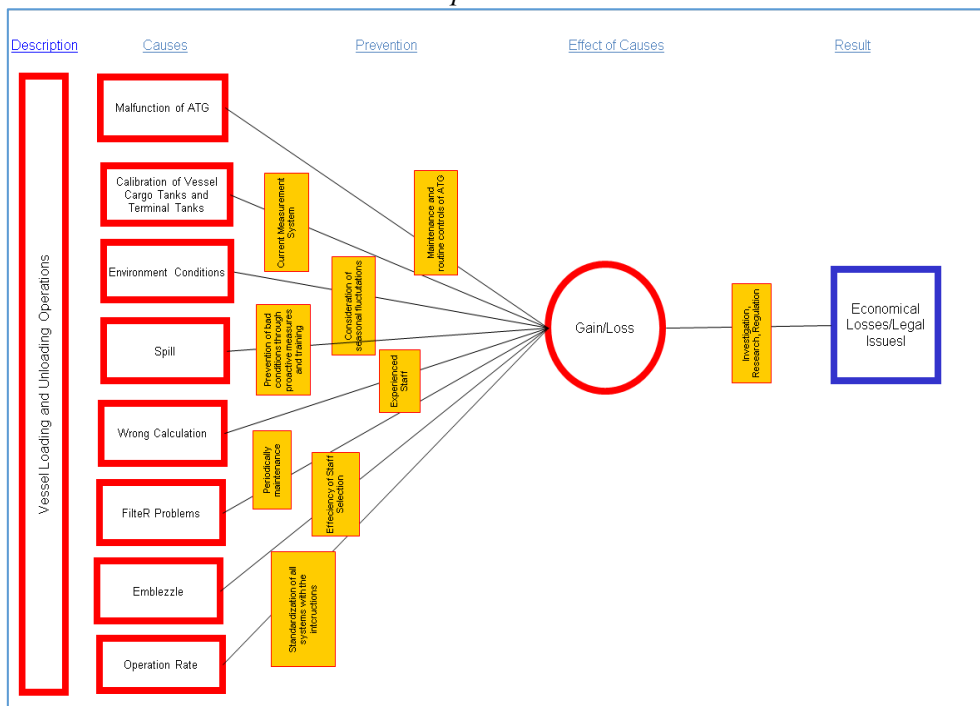 Description
Causes
Prevention
Effect of Causes
Result
Vessel Loading and Unloading Operations
Malfunction of ATG
Calibration of Vessel
Cargo Tanks and
Terminal Tanks
Environment Conditions
Spill
Wrong Calculation
FilteR Problems
Emblezzle
Operation Rate
Current Measurement
System
Maintenance and
routine controls of ATG
Consideration of
seasonal fluctutations
Prevention of bad
conditions through
proactive measures
and training
Experienced
Staff
Periodically
maintenance
Effeciency of Staff
Selection
Standardization of all
systems with the
intcructions
Gain/Loss
Investigation,
Research, Regulation
Economical
Losses/Legal
Issuesl